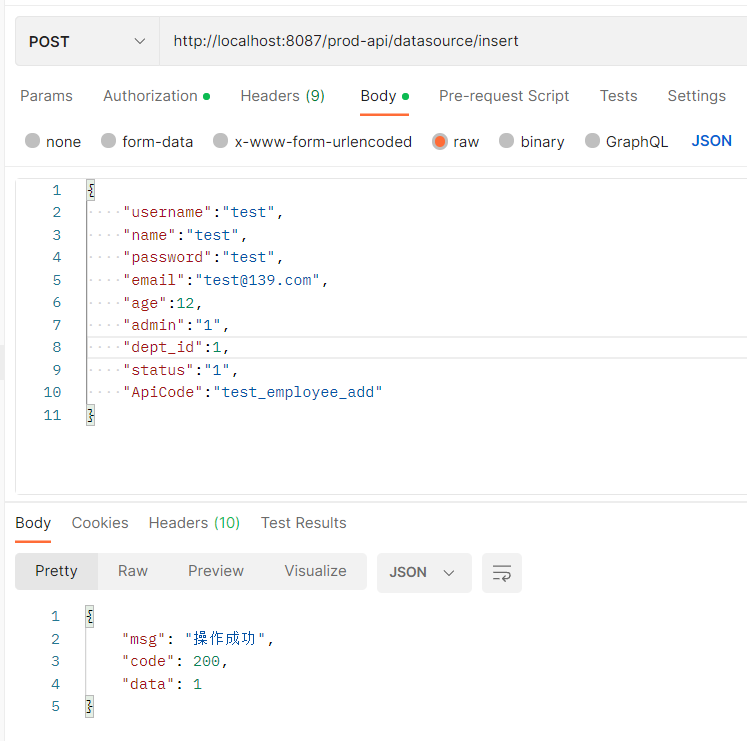 POST http://localhost:8087/prod-api/datasource/insert
Params Authorization Headers (9) Body Pre-request Script Tests Settings
none form-data x-www-form-urlencoded raw binary GraphQL JSON
1 {
2 "username":"test",
3 "name":"test",
4 "password":"test",
5 "email":"test@139.com",
6 "age":12,
7 "admin":"1",
8 "dept_id":1,
9 "status":"1",
10 "ApiCode":"test_employee_add"
11 }
Body Cookies Headers (10) Test Results
Pretty Raw Preview Visualize JSON
1 {
2 "msg": "操作成功",
3 "code": 200,
4 "data": 1
5 }